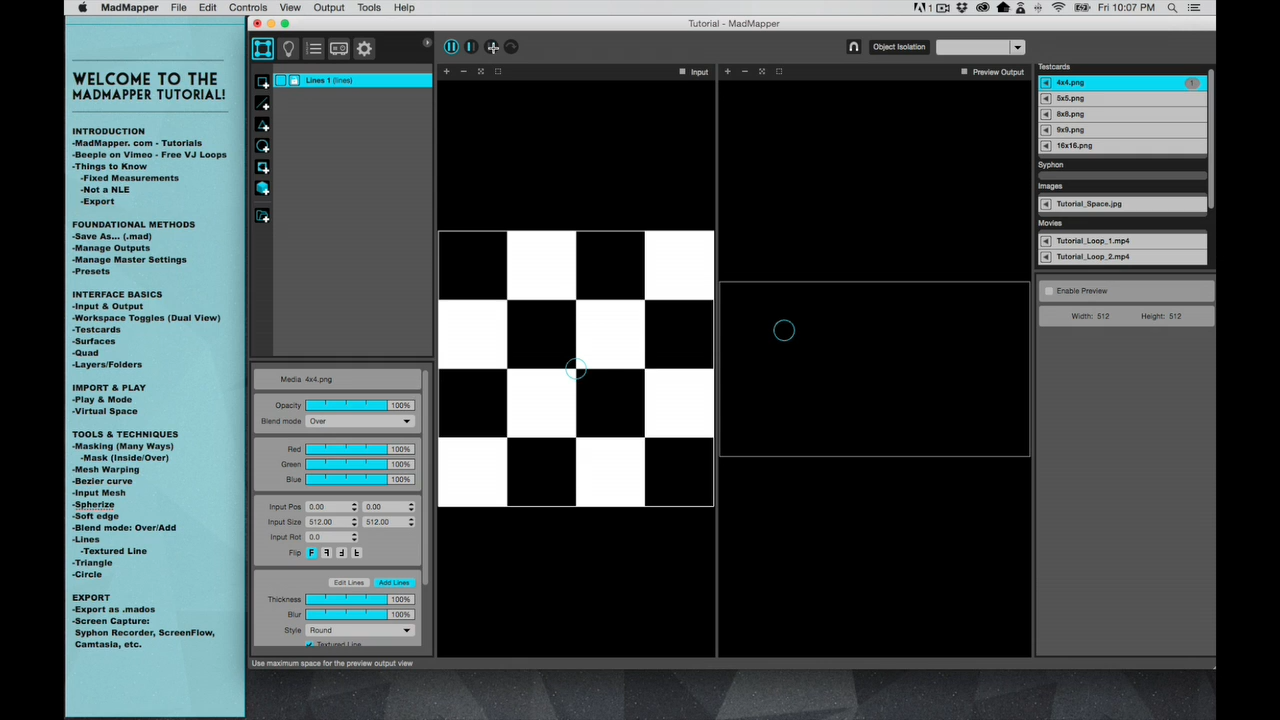 MadMapper File Edit Controls View Output Tools Help
1 Fri 10:07 PM
Tutorial - MadMapper
WELCOME TO THE
MADMAPPER TUTORIAL!
INTRODUCTION
-MadMapper. com - Tutorials
-Beeple on Vimeo - Free VJ Loops
-Things to Know
-Fixed Measurements
-Not a NLE
-Export
FOUNDATIONAL METHODS
-Save As... (.mad)
-Manage Outputs
-Manage Master Settings
-Presets
INTERFACE BASICS
-Input & Output
-Workspace Toggles (Dual View)
-Testcards
-Surfaces
-Quad
-Layers/Folders
IMPORT & PLAY
-Play & Mode
-Virtual Space
TOOLS & TECHNIQUES
-Masking (Many Ways)
-Mask (Inside/Over)
-Mesh Warping
-Bezier curve
-Input Mesh
-Spherize
-Soft edge
-Blend mode: Over/Add
-Lines
-Textured Line
-Triangle
-Circle
EXPORT
-Export as .mados
-Screen Capture:
Syphon Recorder, ScreenFlow,
Camtasia, etc.
Lines 1 (lines)
Media 4x4.png
Opacity 100%
Blend mode Over
Red 100%
Green 100%
Blue 100%
Input Pos 0.00 0.00
Input Size 512.00 512.00
Input Rot 0.0
Flip
Edit Lines Add Lines
Thickness 100%
Blur 100%
Style Round
Textured Line
Use maximum space for the preview output view
Object Isolation
Input
Preview Output
Testcards
4x4.png 1
5x5.png
8x8.png
9x9.png
16x16.png
Syphon
Images
Tutorial_Space.jpg
Movies
Tutorial_Loop_1.mp4
Tutorial_Loop_2.mp4
Enable Preview
Width: 512 Height: 512